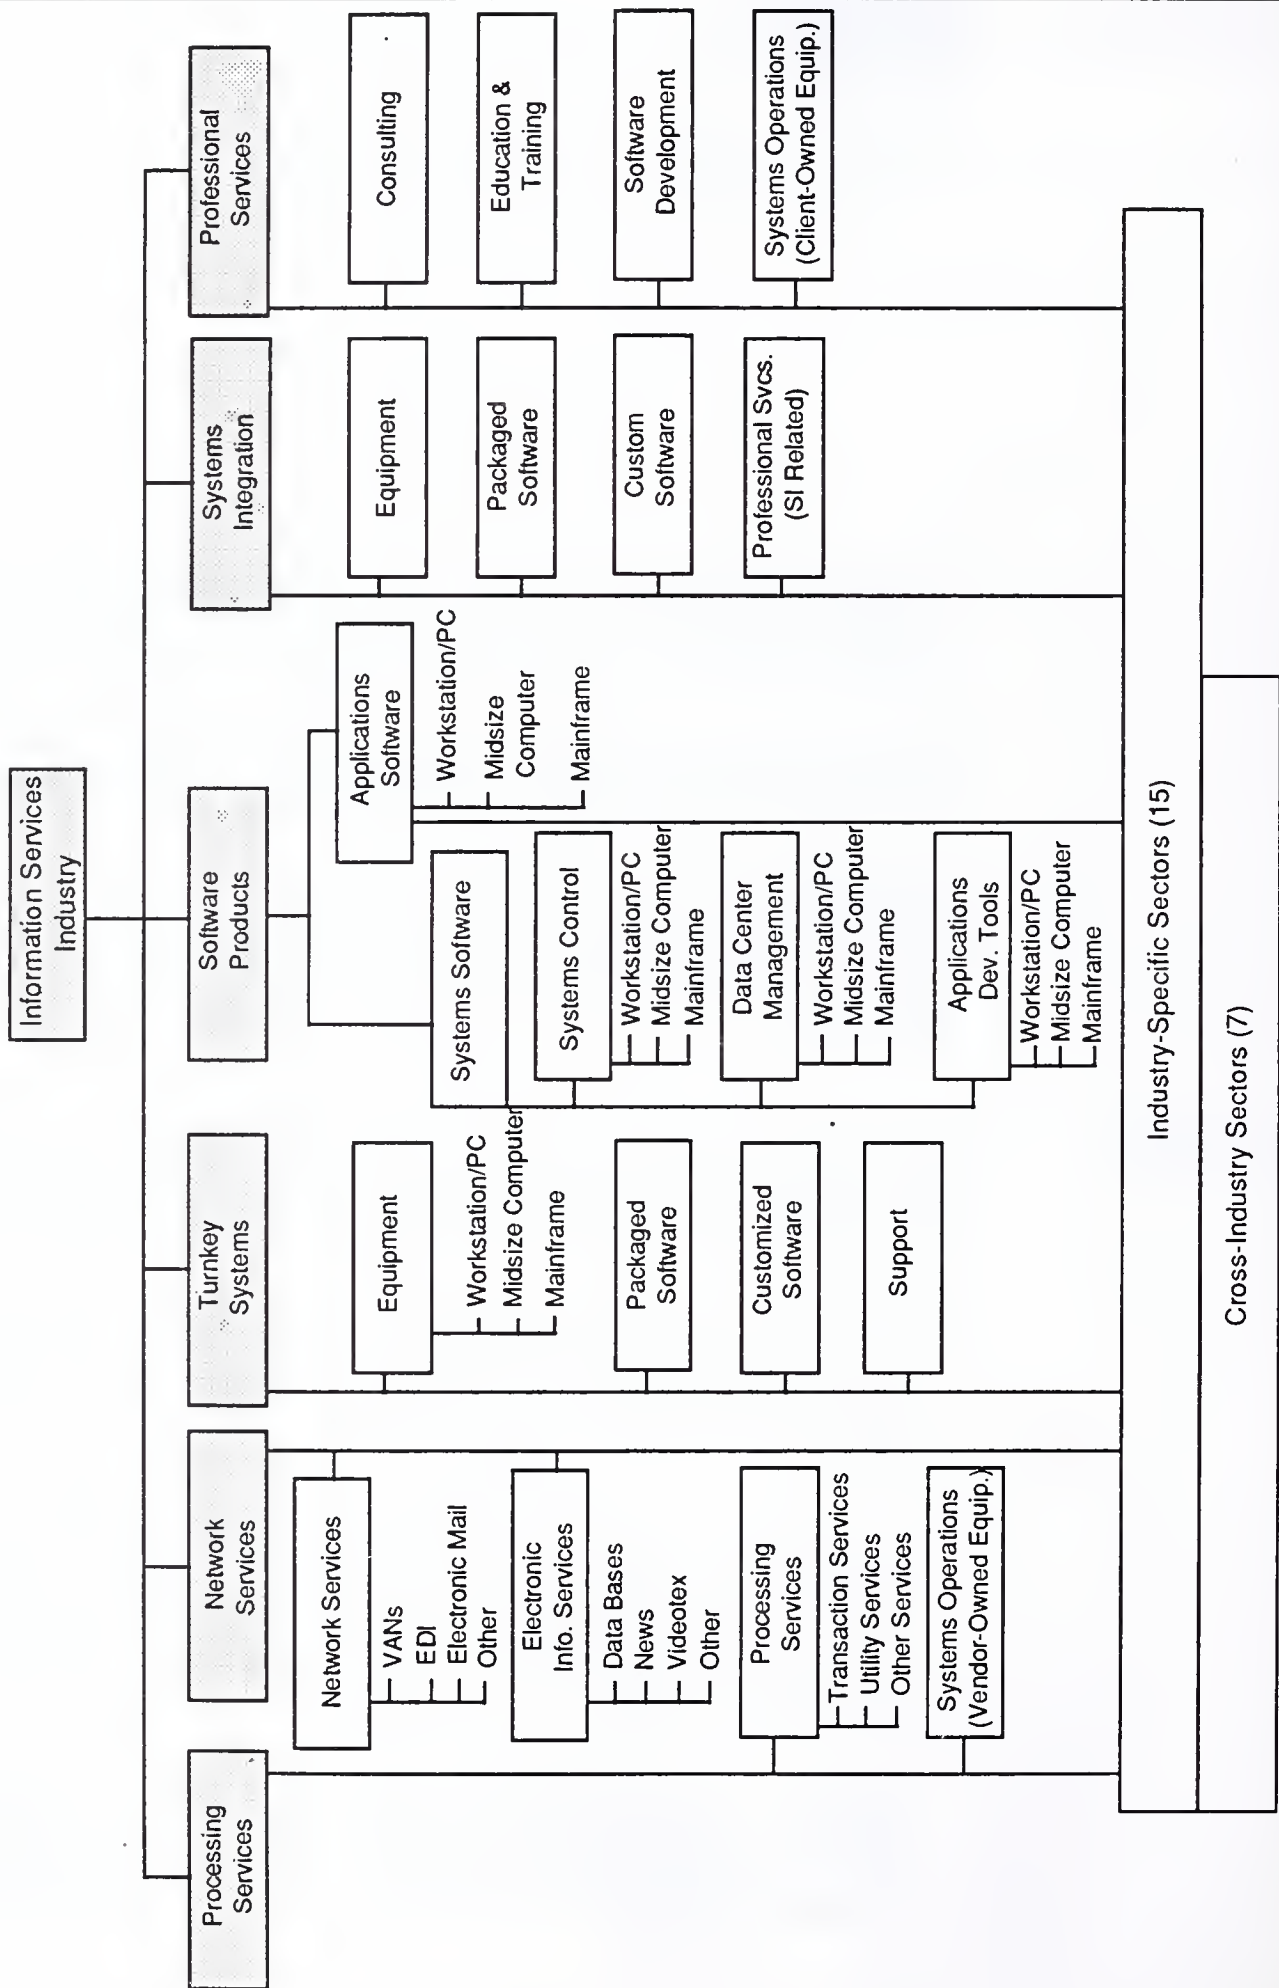 Information Services
Industry
Processing
Services
Network
Services
Turnkey
Systems
Software
Products
Systems
Integration
Professional
Services
Processing
Services
Transaction Services
Utility Services
Other Services
Systems Operations
(Vendor-Owned Equip.)
Network Services
VANs
EDI
Electronic Mail
Other
Electronic
Info. Services
Data Bases
News
Videotex
Other
Equipment
Workstation/PC
Midsize Computer
Mainframe
Packaged
Software
Customized
Software
Support
Systems Software
Systems Control
Workstation/PC
Midsize Computer
Mainframe
Data Center
Management
Workstation/PC
Midsize Computer
Mainframe
Applications
Dev. Tools
Workstation/PC
Midsize Computer
Mainframe
Applications
Software
Workstation/PC
Midsize
Computer
Mainframe
Equipment
Packaged
Software
Custom
Software
Professional Svcs.
(SI Related)
Consulting
Education &
Training
Software
Development
Systems Operations
(Client-Owned Equip.)
Industry-Specific Sectors (15)
Cross-Industry Sectors (7)